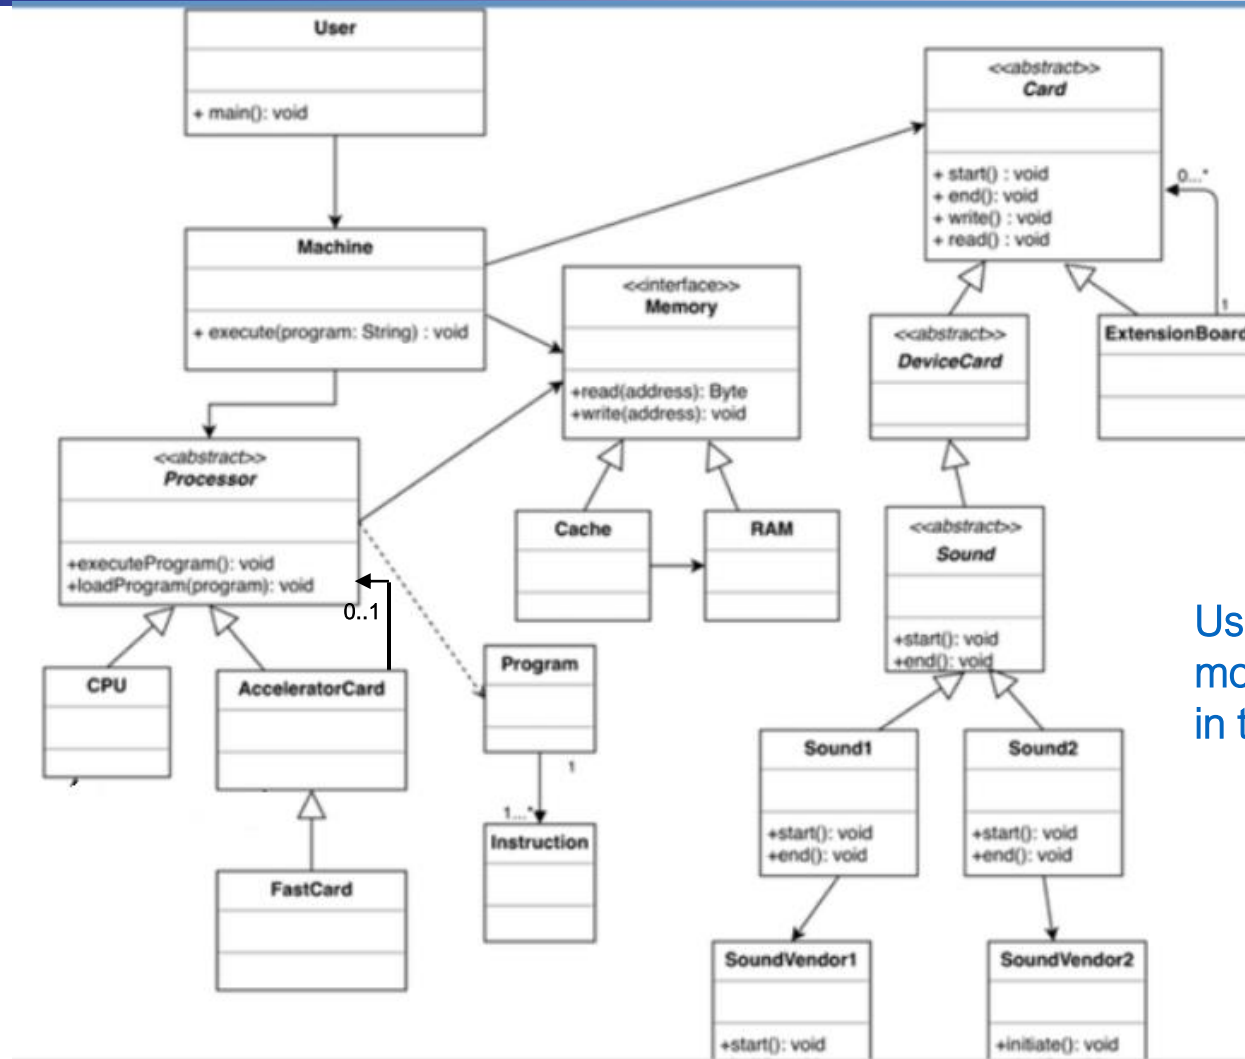 User
+ main(): void
Machine
+ execute(program: String) : void
<<abstract>>
Card
+ start() : void
+ end(): void
+ write() : void
+ read() : void
0...*
1
<<interface>>
Memory
+read(address): Byte
+write(address): void
<<abstract>>
DeviceCard
ExtensionBoard
<<abstract>>
Processor
+executeProgram(): void
+loadProgram(program): void
0..1
Cache
RAM
<<abstract>>
Sound
+start(): void
+end(): void
CPU
AcceleratorCard
Program
1
1...*
Instruction
FastCard
Sound1
+start(): void
+end(): void
Sound2
+start(): void
+end(): void
SoundVendor1
+start(): void
SoundVendor2
+initiate(): void
Us
mo
in t